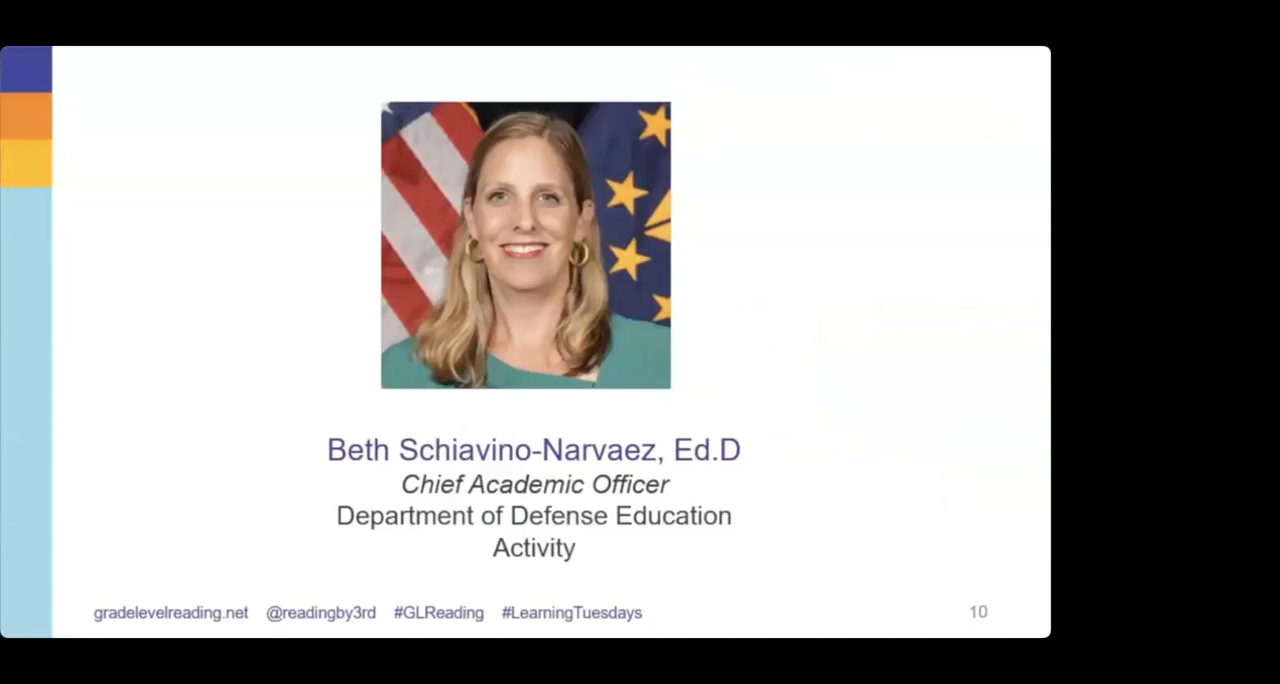 Beth Schiavino-Narvaez, Ed.D
Chief Academic Officer
Department of Defense Education
Activity
gradelevelreading.net @readingby3rd #GLReading #LearningTuesdays 10